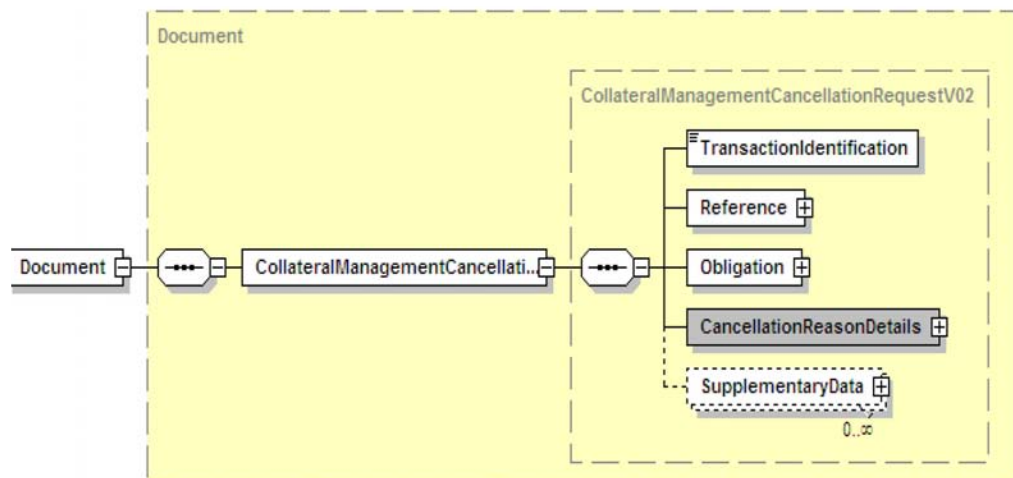 Document
CollateralManagementCancellationRequestV02
TransactionIdentification
Reference
Obligation
Document
CollateralManagementCancellati...
CancellationReasonDetails
SupplementaryData
0..∞